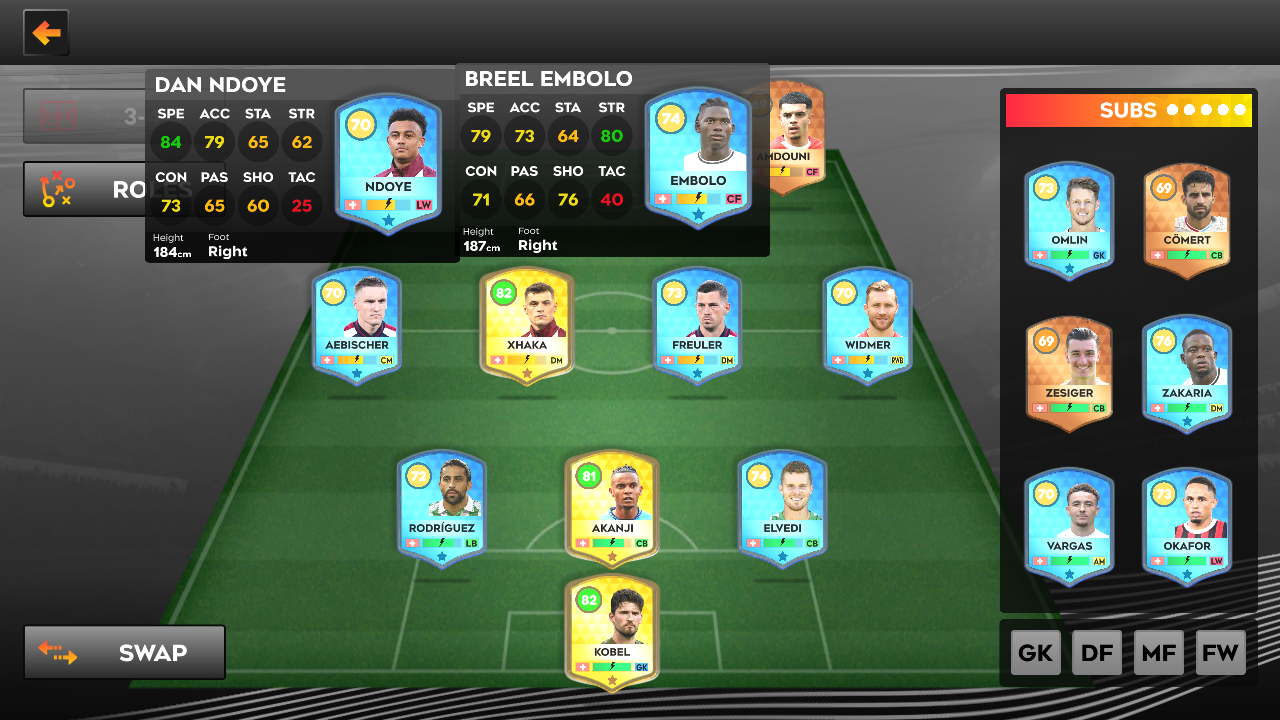 DAN NDOYE
SPE ACC STA STR
84 79 65 62
CON PAS SHO TAC
73 65 60 25
Height Foot
184cm Right
70
NDOYE
LW
BREEL EMBOLO
SPE ACC STA STR
79 73 64 80
CON PAS SHO TAC
71 66 76 40
Height Foot
187cm Right
74
EMBOLO
CF
69
AMDOUNI
CF
3-
ROLES
SUBS
70
AEBISCHER
CM
82
XHAKA
DM
73
FREULER
DM
70
WIDMER
RWB
72
RODRÍGUEZ
LB
81
AKANJI
CB
74
ELVEDI
CB
82
KOBEL
GK
73
OMLIN
GK
69
CÖMERT
CB
69
ZESIGER
CB
76
ZAKARIA
DM
70
VARGAS
AM
73
OKAFOR
LW
SWAP
GK DF MF FW